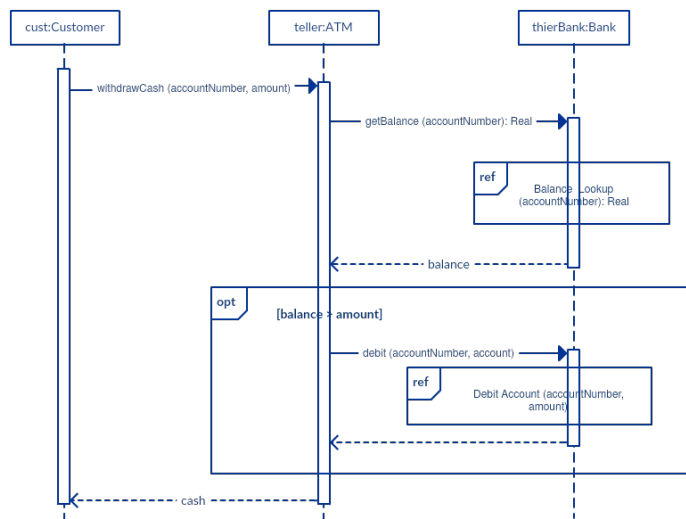 cust:Customer
teller:ATM
thierBank:Bank
withdrawCash (accountNumber, amount)
getBalance (accountNumber): Real
ref
Balance Lookup
(accountNumber): Real
balance
opt
[balance > amount]
debit (accountNumber, account)
ref
Debit Account (accountNumber,
amount)
cash